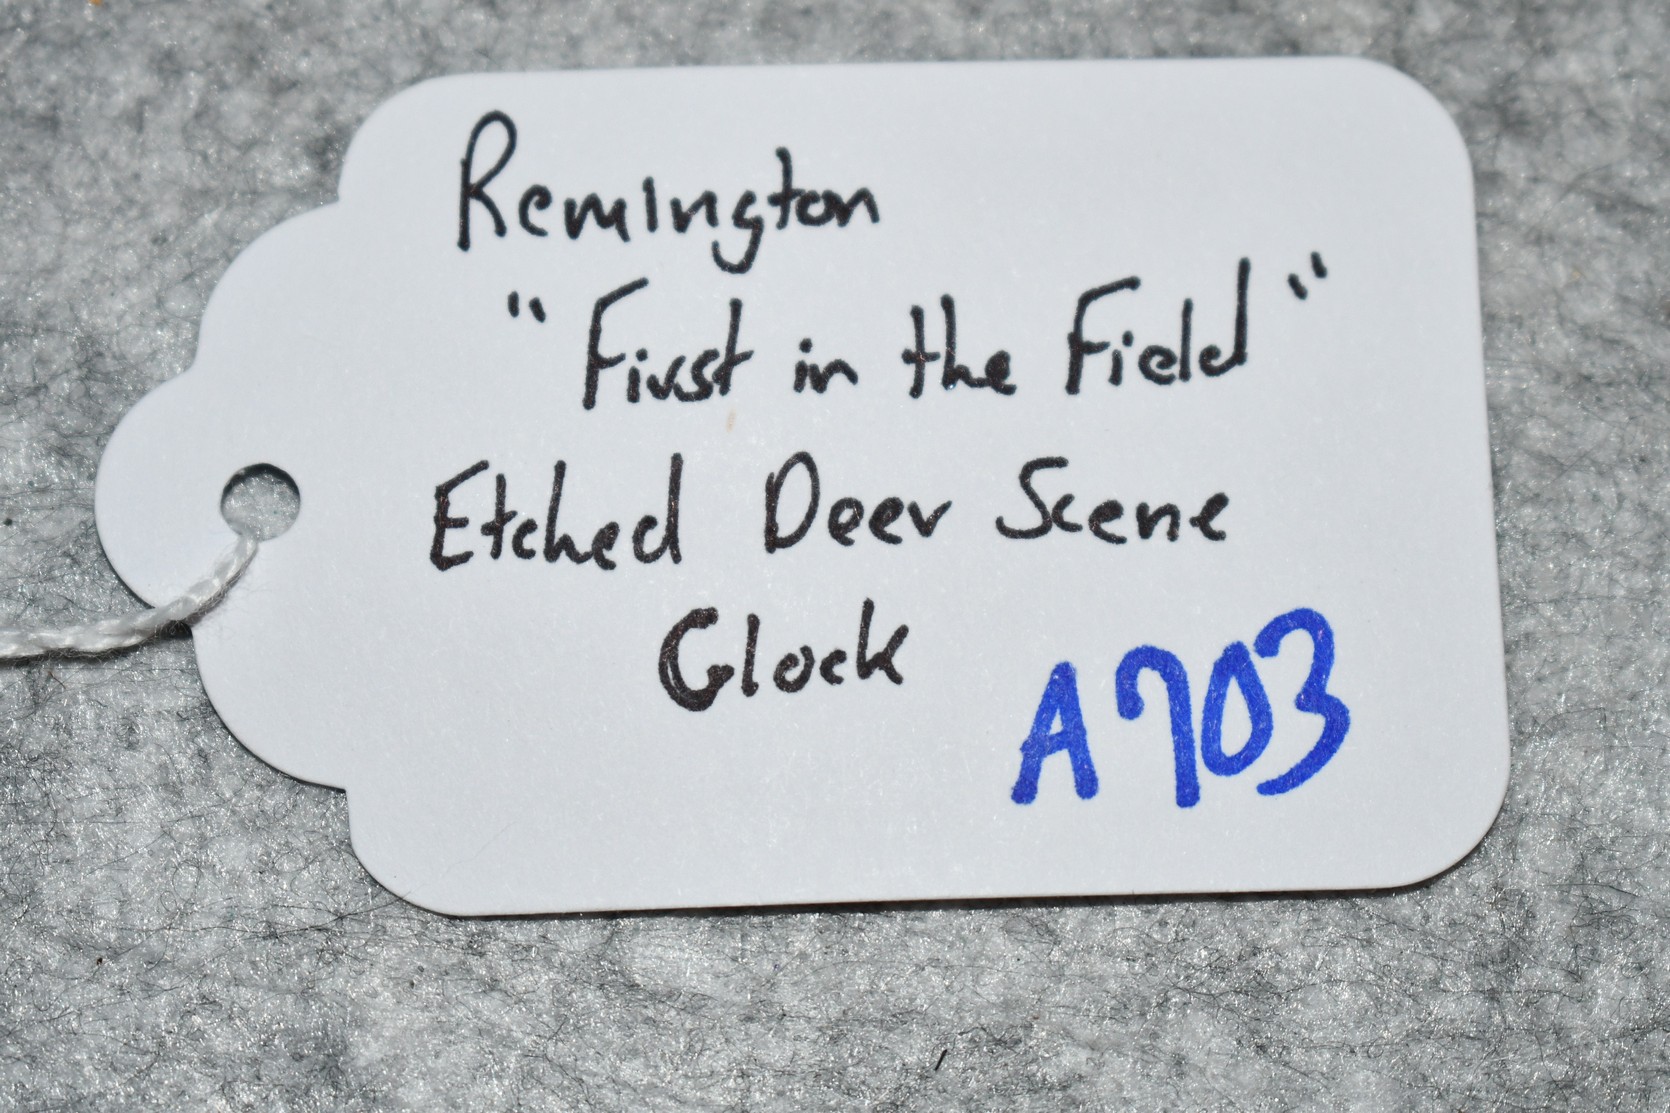 Remington
"First in the Field"
Etched Deer Scene
Clock
A703